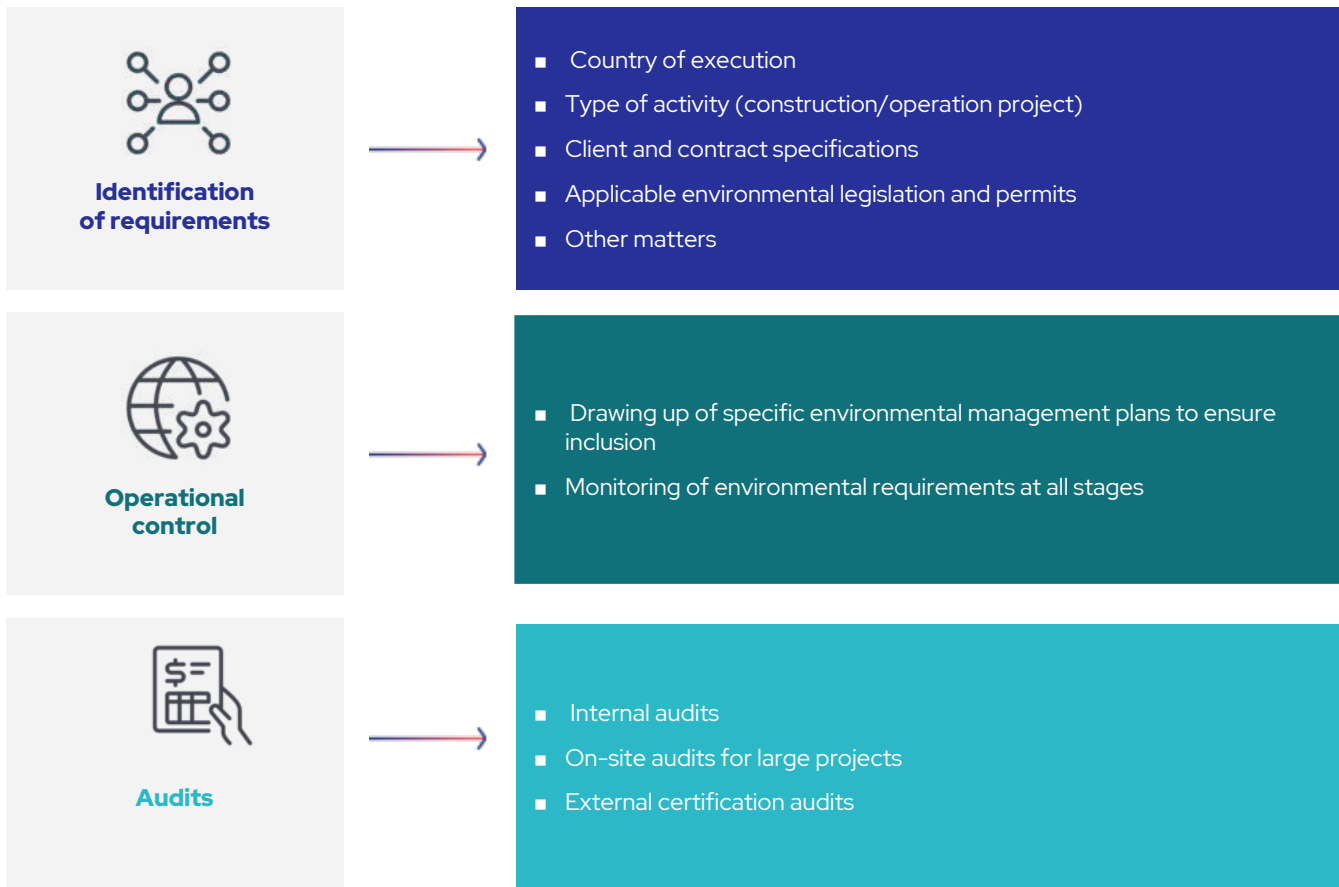 Identification
of requirements
■ Country of execution
■ Type of activity (construction/operation project)
■ Client and contract specifications
■ Applicable environmental legislation and permits
■ Other matters
Operational
control
■ Drawing up of specific environmental management plans to ensure
inclusion
■ Monitoring of environmental requirements at all stages
$
Audits
■ Internal audits
■ On-site audits for large projects
■ External certification audits